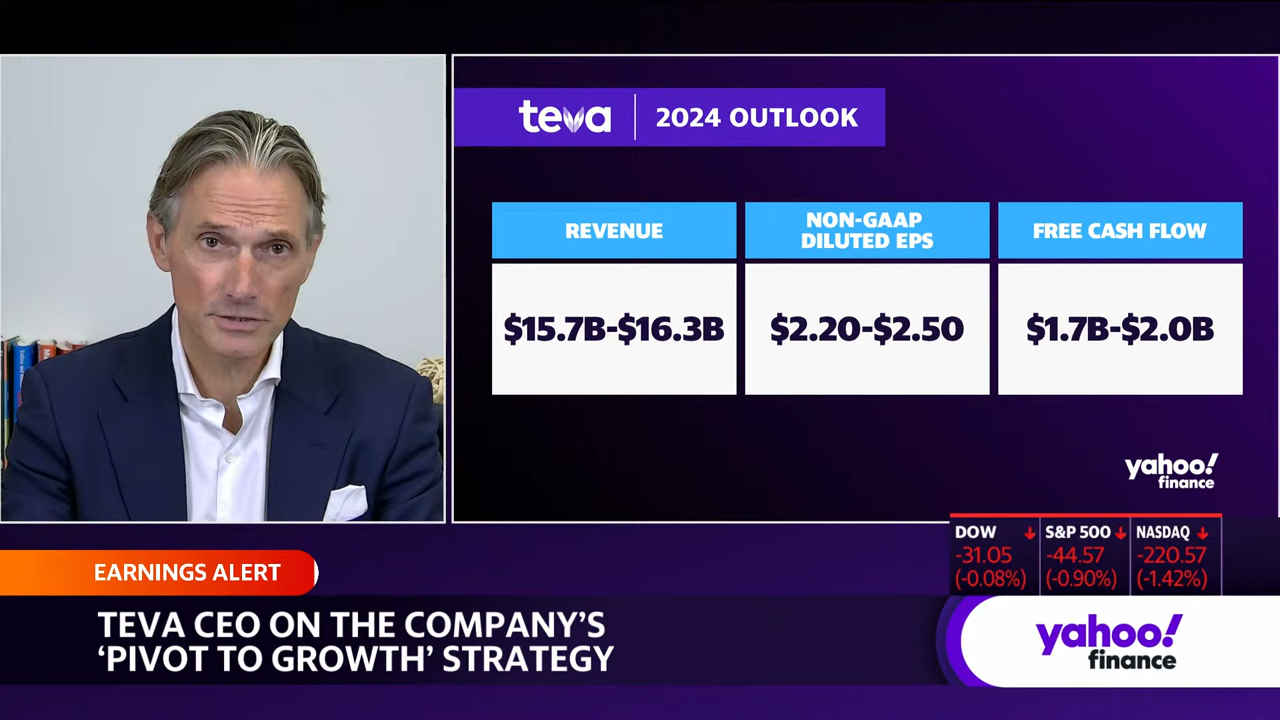 teva
2024 OUTLOOK
REVENUE
NON-GAAP
DILUTED EPS
FREE CASH FLOW
$15.7B-$16.3B
$2.20-$2.50
$1.7B-$2.0B
yahoo!
finance
DOW
-31.05
(-0.08%)
S&P 500
-44.57
(-0.90%)
NASDAQ
-220.57
(-1.42%)
EARNINGS ALERT
TEVA CEO ON THE COMPANY’S
‘PIVOT TO GROWTH’ STRATEGY
yahoo!
finance